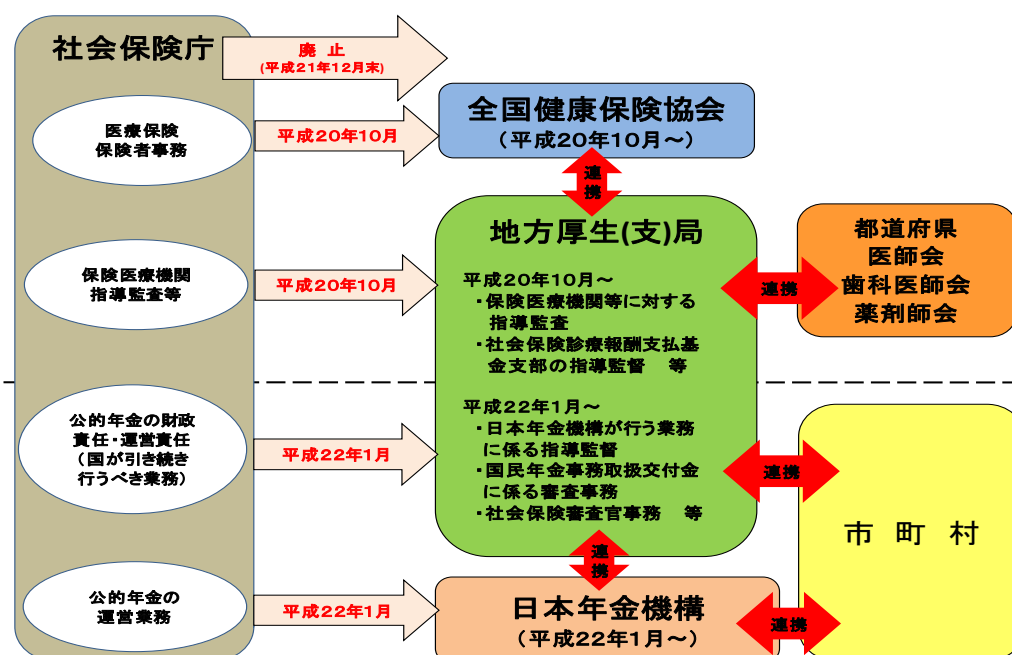 社会保険庁
廃 止
(平成21年12月末)
医療保険
保険者事務
平成20年10月
全国健康保険協会
（平成20年10月～）
連携
保険医療機関
指導監査等
平成20年10月
地方厚生(支)局
平成20年10月～
・保険医療機関等に対する
指導監査
・社会保険診療報酬支払基
金支部の指導監督　等
連携
都道府県
医師会
歯科医師会
薬剤師会
公的年金の財政
責任・運営責任
（国が引き続き
行うべき業務）
平成22年1月
平成22年1月～
・日本年金機構が行う業務
に係る指導監督
・国民年金事務取扱交付金
に係る審査事務
・社会保険審査官事務　等
連携
市 町 村
連携
公的年金の
運営業務
平成22年1月
日本年金機構
（平成22年1月～）
連携